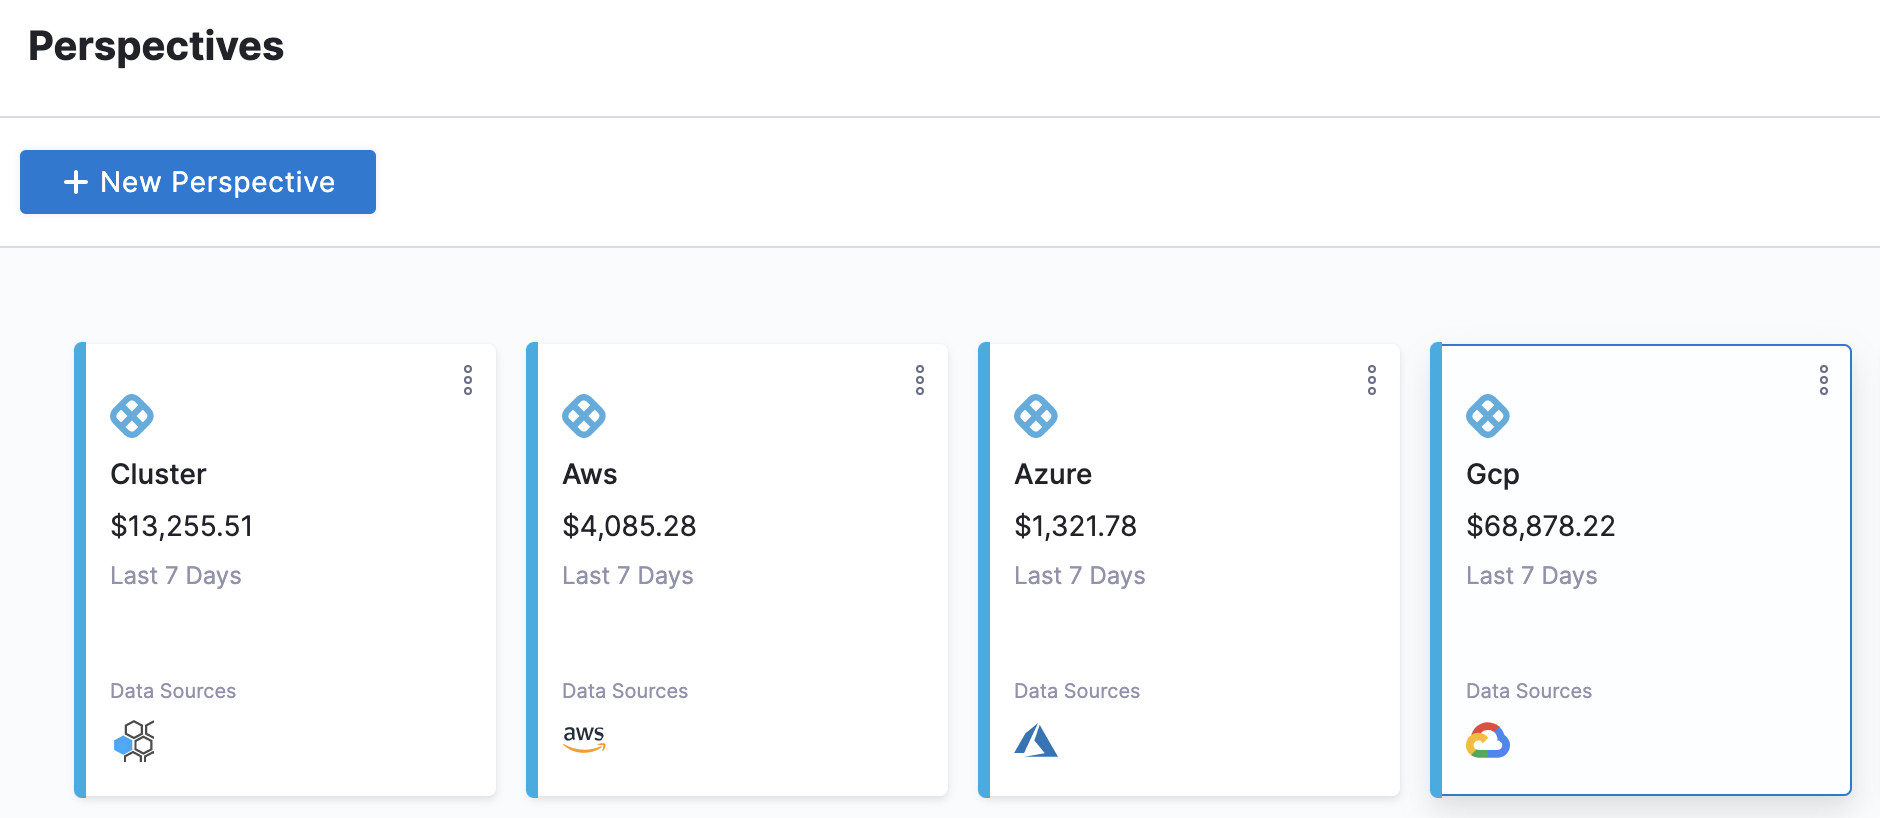 Perspectives
+ New Perspective
Cluster
$13,255.51
Last 7 Days
Data Sources
Aws
$4,085.28
Last 7 Days
Data Sources
aws
Azure
$1,321.78
Last 7 Days
Data Sources
Gcp
$68,878.22
Last 7 Days
Data Sources